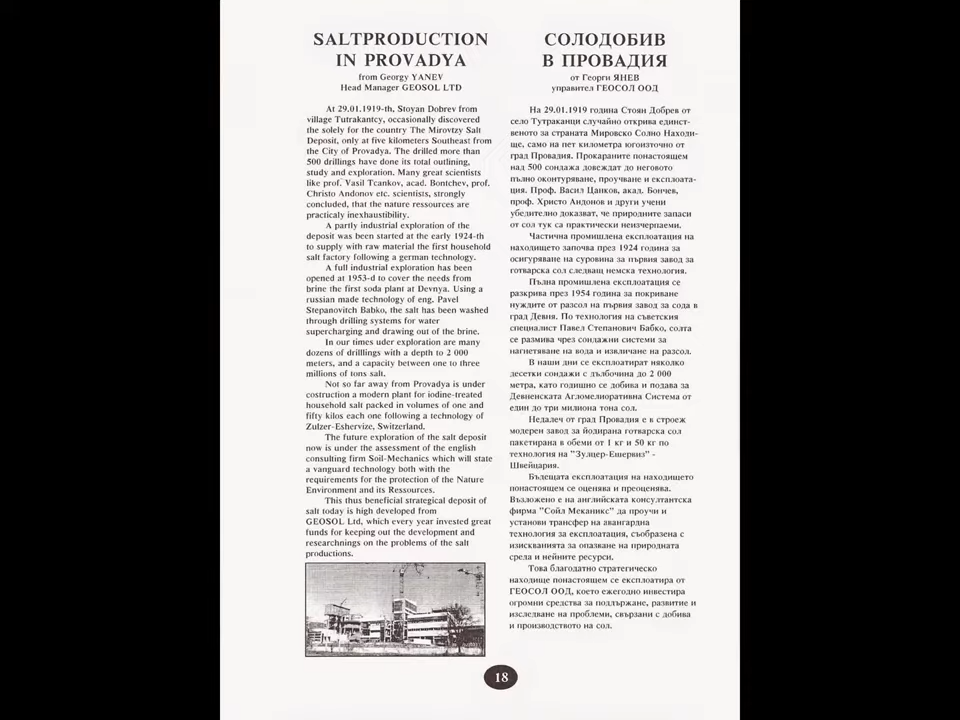 SALTPRODUCTION
IN PROVADYA
from Georgy YANEV
Head Manager GEOSOL LTD
At 29.01.1919-th, Stoyan Dobrev from
village Tutrakantcy, occasionally discovered
the solely for the country The Mirovtzy Salt
Deposit, only at five kilometers Southeast from
the City of Provadya. The drilled more than
500 drillings have done its total outlining,
study and exploration. Many great scientists
like prof. Vasil Tcankov, acad. Bontchev, prof.
Christo Andonov etc. scientists, strongly
concluded, that the nature ressources are
practicaly inexhaustibility.
A partly industrial exploration of the
deposit was been started at the early 1924-th
to supply with raw material the first household
salt factory following a german technology.
A full industrial exploration has been
opened at 1953-d to cover the needs from
brine the first soda plant at Devnya. Using a
russian made technology of eng. Pavel
Stepanovitch Babko, the salt has been washed
through drilling systems for water
supercharging and drawing out of the brine.
In our times uder exploration are many
dozens of drilllings with a depth to 2 000
meters, and a capacity between one to three
millions of tons salt.
Not so far away from Provadya is under
costruction a modern plant for iodine-treated
household salt packed in volumes of one and
fifty kilos each one following a technology of
Zulzer-Eshervize, Switzerland.
The future exploration of the salt deposit
now is under the assessment of the english
consulting firm Soil-Mechanics which will state
a vanguard technology both with the
requirements for the protection of the Nature
Environment and its Ressources.
This thus beneficial strategical deposit of
salt today is high developed from
GEOSOL Ltd, which every year invested great
funds for keeping out the development and
researchnings on the problems of the salt
productions.
СОЛОДОБИВ
В ПРОВАДИЯ
от Георги ЯНЕВ
управител ГЕОСОЛ ООД
На 29.01.1919 година Стоян Добрев от
село Тутраканци случайно открива единст-
веното за страната Мировско Солно Находи-
ще, само на пет километра югоизточно от
град Провадия. Прокараните понастоящем
над 500 сондажа довеждат до неговото
пълно оконтуряване, проучване и експлоата-
ция. Проф. Васил Цанков, акад. Бончев,
проф. Христо Андонов и други учени
убедително доказват, че природните запаси
от сол тук са практически неизчерпаеми.
Частична промишлена експлоатация на
находището започва през 1924 година за
осигуряване на суровина за първия завод за
готварска сол следващ немска технология.
Пълна промишлена експлоатация се
разкрива през 1954 година за покриване
нуждите от разсол на първия завод за сода в
град Девня. По технология на съветския
специалист Павел Степанович Бабко, солта
се размива чрез сондажни системи за
нагнетяване на вода и извличане на разсол.
В наши дни се експлоатират няколко
десетки сондажи с дълбочина до 2 000
метра, като годишно се добива и подава за
Девненската Агломелиоративна Система от
един до три милиона тона сол.
Недалеч от град Провадия е в строеж
модерен завод за йодирана готварска сол
пакетирана в обеми от 1 кг и 50 кг по
технология на "Зулцер-Ешервиз" -
Швейцария.
Бъдещата експлоатация на находището
понастоящем се оценява и преоценява.
Възложено е на английската консултантска
фирма "Сойл Меканикс" да проучи и
установи трансфер на авангардна
технология за експлоатация, съобразена с
изискванията за опазване на природната
среда и нейните ресурси.
Това благодатно стратегическо
находище понастоящем се експлоатира от
ГЕОСОЛ ООД, което ежегодно инвестира
огромни средства за поддържане, развитие и
изследване на проблеми, свързани с добива
и производството на сол.
18